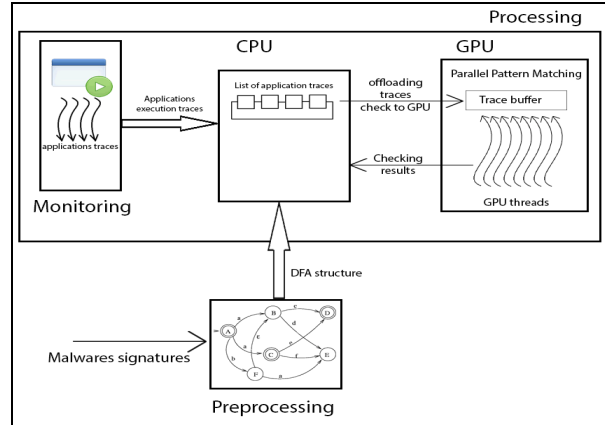 Processing
CPU
GPU
List of application traces
Parallel Pattern Matching
Trace buffer
offloading
traces
check to GPU
Applications
execution traces
applications traces
Checking
results
GPU threads
Monitoring
DFA structure
Malwares signatures
A
B
C
D
E
F
a
b
a
g
c
d
e
f
a
Preprocessing